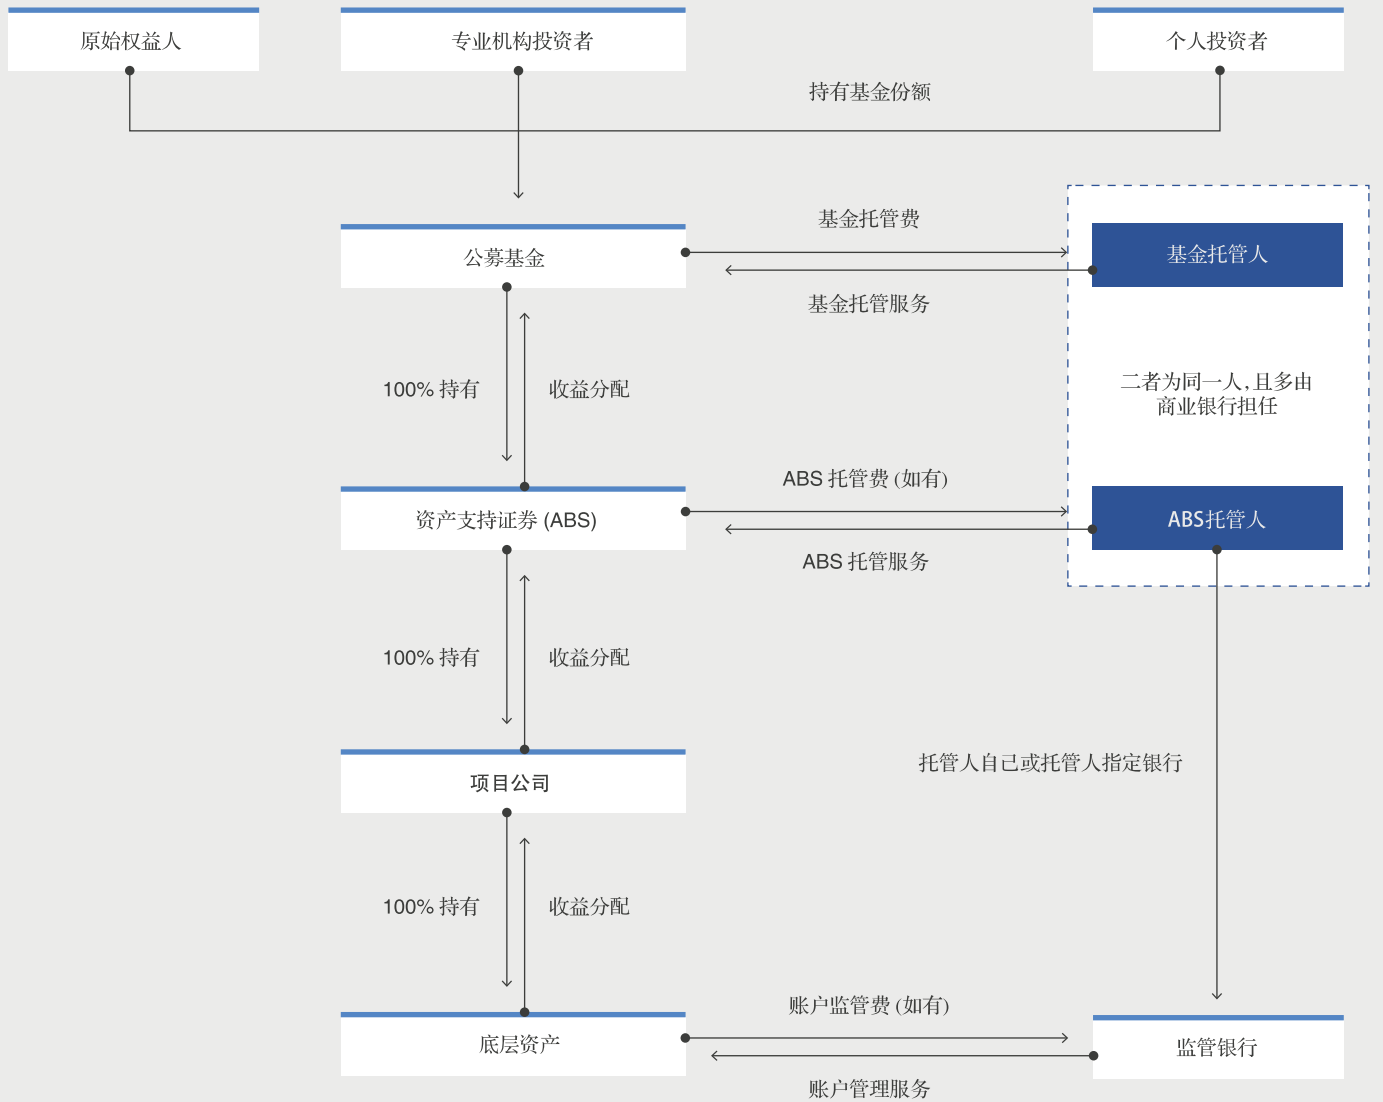 原始权益人
专业机构投资者
个人投资者
持有基金份额
基金托管费
公募基金
基金托管人
基金托管服务
100% 持有
收益分配
二者为同一人,且多由
商业银行担任
ABS 托管费 (如有)
资产支持证券 (ABS)
ABS托管人
ABS 托管服务
100% 持有
收益分配
托管人自己或托管人指定银行
项目公司
100% 持有
收益分配
账户监管费 (如有)
底层资产
监管银行
账户管理服务